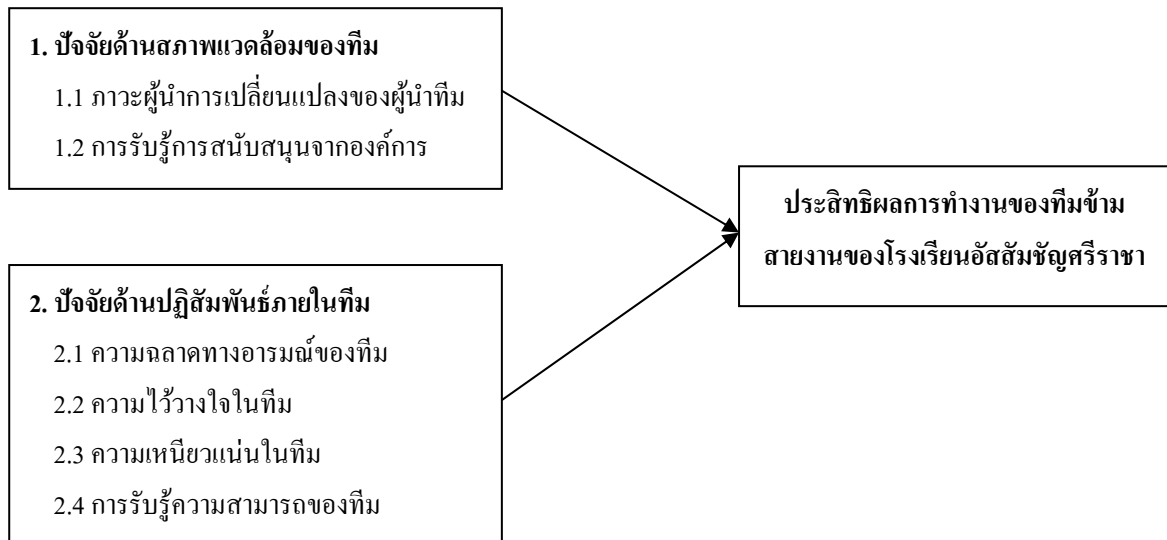 1. ปัจจัยด้านสภาพแวดล้อมของทีม
1.1 ภาวะผู้นำการเปลี่ยนแปลงของผู้นำทีม
1.2 การรับรู้การสนับสนุนจากองค์การ
ประสิทธิผลการทำงานของทีมข้าม
สายงานของโรงเรียนอัสสัมชัญศรีราชา
2. ปัจจัยด้านปฏิสัมพันธ์ภายในทีม
2.1 ความฉลาดทางอารมณ์ของทีม
2.2 ความไว้วางใจในทีม
2.3 ความเหนียวแน่นในทีม
2.4 การรับรู้ความสามารถของทีม